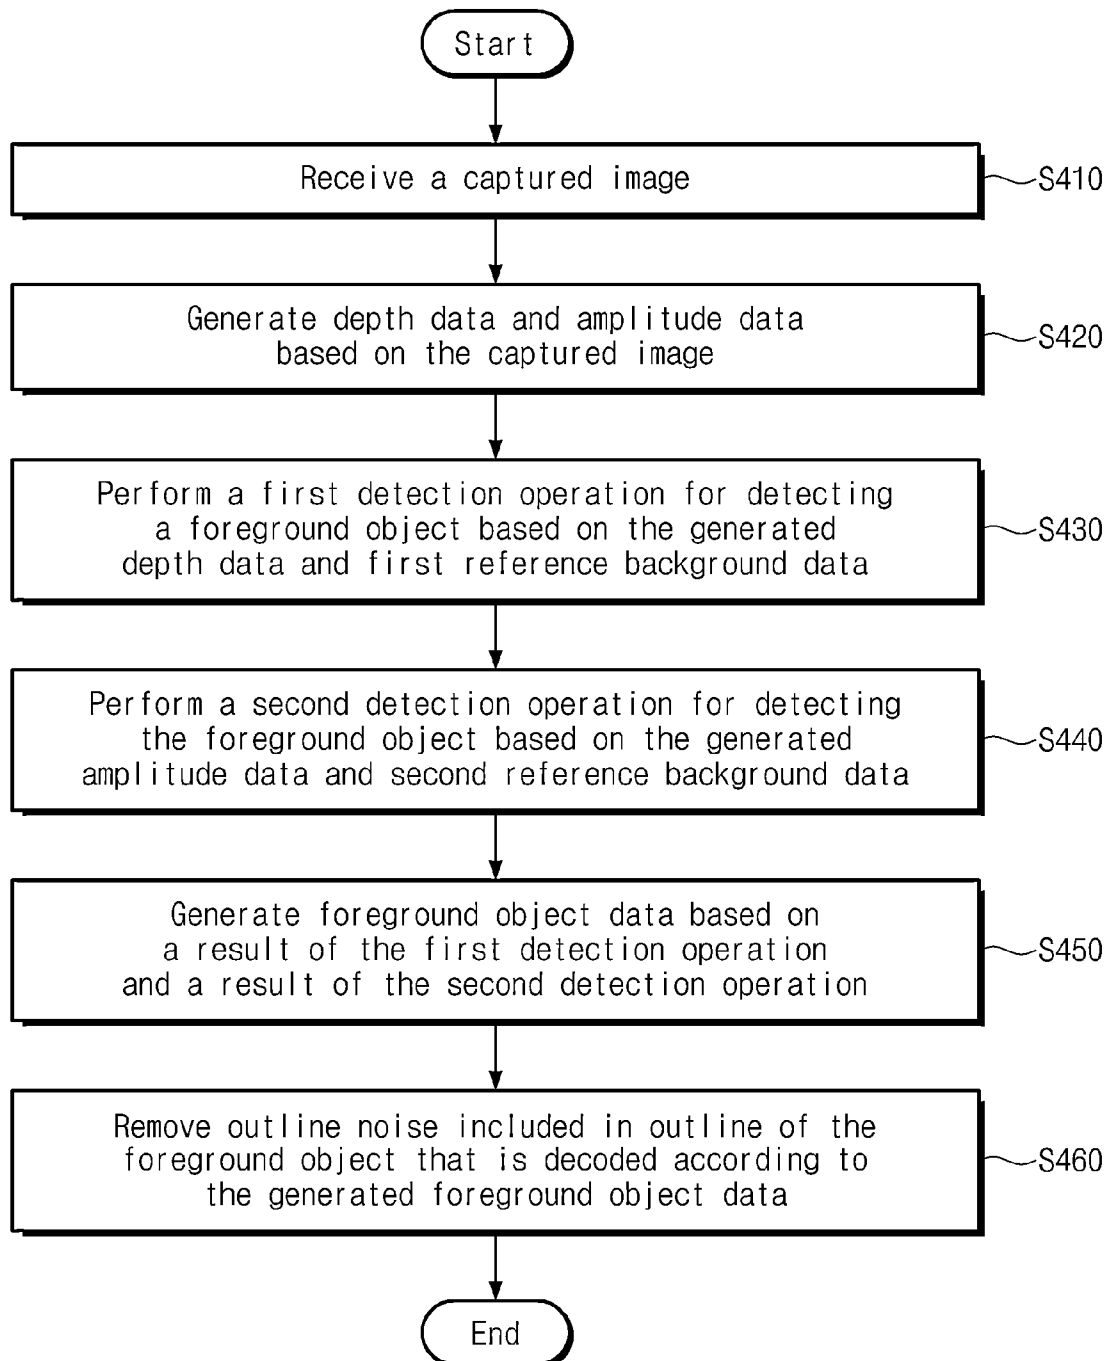 Start
Receive a captured image
S410
Generate depth data and amplitude data
based on the captured image
S420
Perform a first detection operation for detecting
a foreground object based on the generated
depth data and first reference background data
S430
Perform a second detection operation for detecting
the foreground object based on the generated
amplitude data and second reference background data
S440
Generate foreground object data based on
a result of the first detection operation
and a result of the second detection operation
S450
Remove outline noise included in outline of the
foreground object that is decoded according to
the generated foreground object data
S460
End